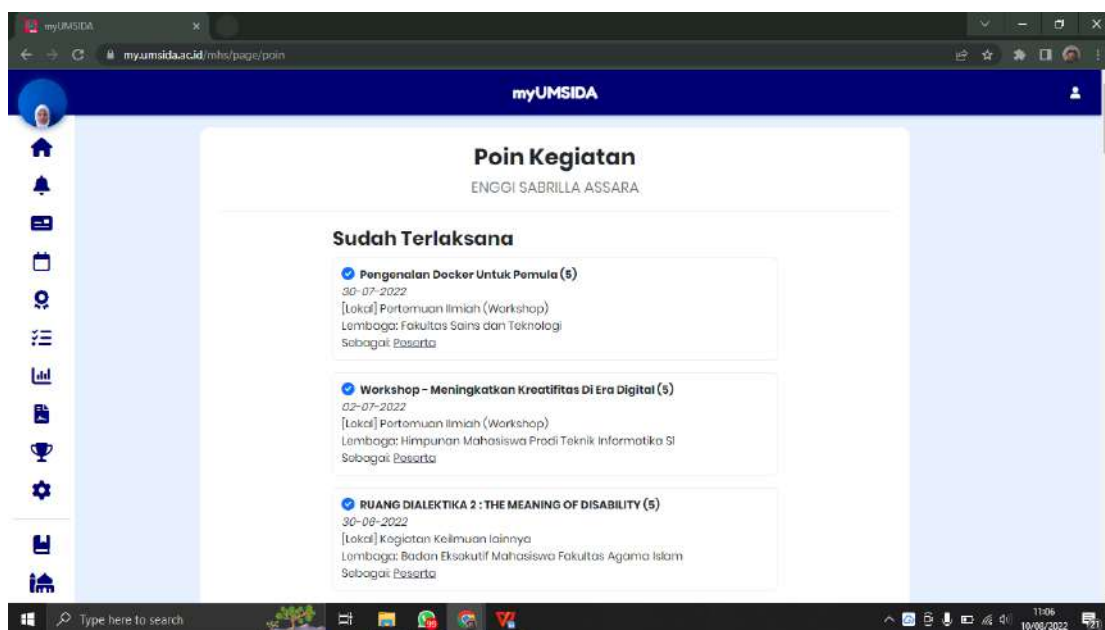 myUMSIDA
my.umsida.ac.id/mhs/page/poin
myUMSIDA
Poin Kegiatan
ENGGI SABRILLA ASSARA
Sudah Terlaksana
Pengenalan Docker Untuk Pemula (5)
30-07-2022
[Lokal] Pertemuan Ilmiah (Workshop)
Lembaga: Fakultas Sains dan Teknologi
Sebagai: Peserta
Workshop - Meningkatkan Kreatifitas Di Era Digital (5)
02-07-2022
[Lokal] Pertemuan Ilmiah (Workshop)
Lembaga: Himpunan Mahasiswa Prodi Teknik Informatika S1
Sebagai: Peserta
RUANG DIALEKTIKA 2 : THE MEANING OF DISABILITY (5)
30-06-2022
[Lokal] Kegiatan Keilmuan lainnya
Lembaga: Badan Eksekutif Mahasiswa Fakultas Agama Islam
Sebagai: Peserta
Type here to search
11:06
10/08/2022